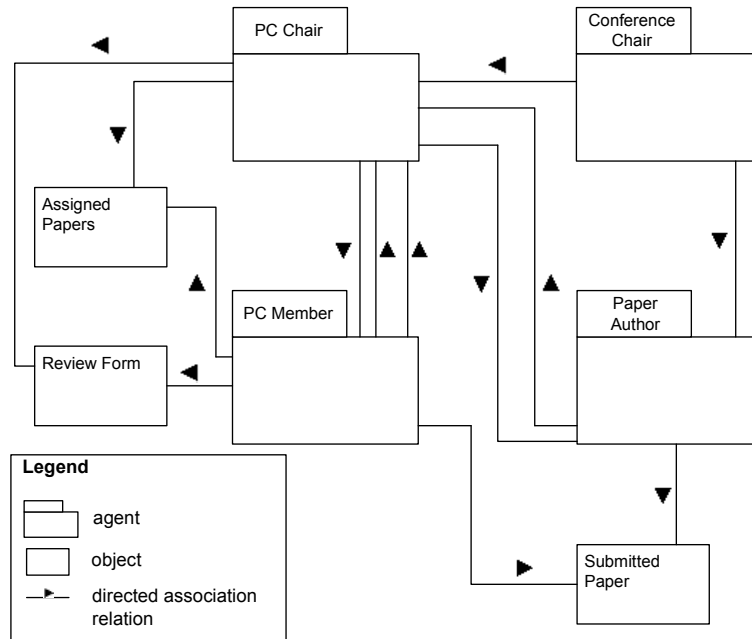 PC Chair
Conference
Chair
Assigned
Papers
PC Member
Paper
Author
Review Form
Legend
agent
object
directed association
relation
Submitted
Paper